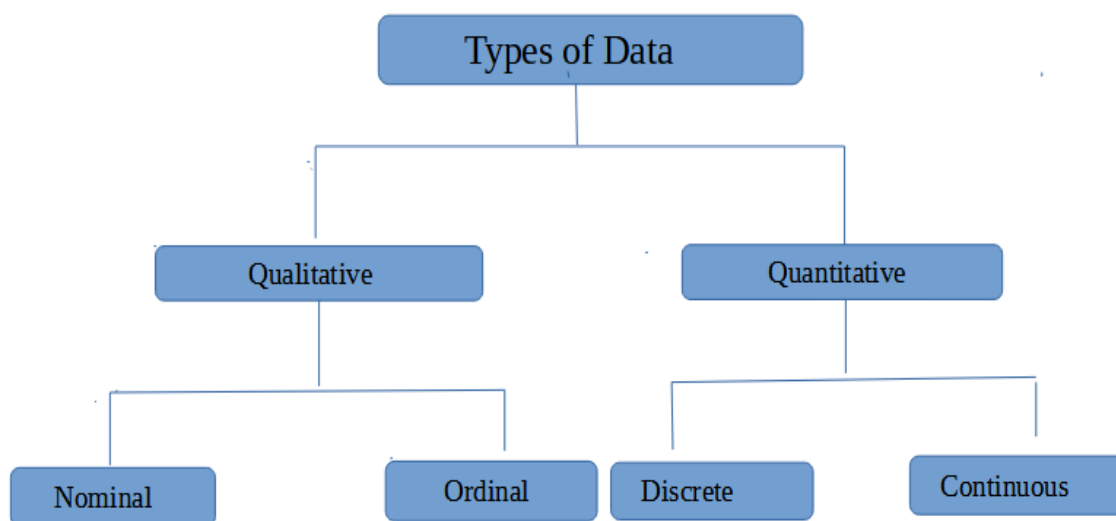 Types of Data
Qualitative
Quantitative
Nominal
Ordinal
Discrete
Continuous